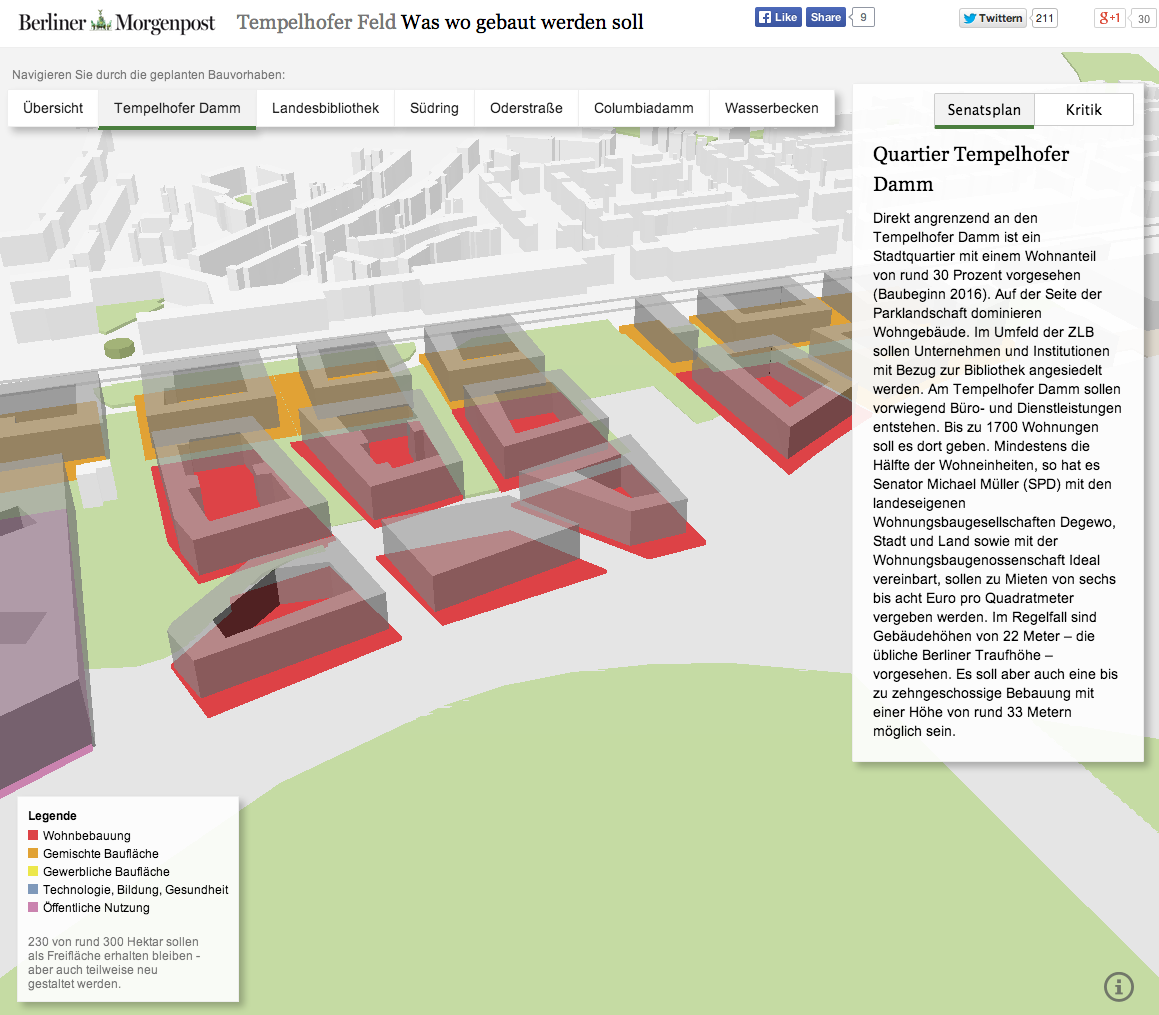 Berliner Morgenpost
Tempelhofer Feld Was wo gebaut werden soll
Like Share 9
Twittern 211
g+1 30
Navigieren Sie durch die geplanten Bauvorhaben:
Übersicht Tempelhofer Damm Landesbibliothek Südring Oderstraße Columbiadamm Wasserbecken
Senatsplan Kritik
Quartier Tempelhofer
Damm
Direkt angrenzend an den
Tempelhofer Damm ist ein
Stadtquartier mit einem Wohnanteil
von rund 30 Prozent vorgesehen
(Baubeginn 2016). Auf der Seite der
Parklandschaft dominieren
Wohngebäude. Im Umfeld der ZLB
sollen Unternehmen und Institutionen
mit Bezug zur Bibliothek angesiedelt
werden. Am Tempelhofer Damm sollen
vorwiegend Büro- und Dienstleistungen
entstehen. Bis zu 1700 Wohnungen
soll es dort geben. Mindestens die
Hälfte der Wohneinheiten, so hat es
Senator Michael Müller (SPD) mit den
landeseigenen
Wohnungsbaugesellschaften Degewo,
Stadt und Land sowie mit der
Wohnungsbaugenossenschaft Ideal
vereinbart, sollen zu Mieten von sechs
bis acht Euro pro Quadratmeter
vergeben werden. Im Regelfall sind
Gebäudehöhen von 22 Meter – die
übliche Berliner Traufhöhe –
vorgesehen. Es soll aber auch eine bis
zu zehngeschossige Bebauung mit
einer Höhe von rund 33 Metern
möglich sein.
Legende
Wohnbebauung
Gemischte Baufläche
Gewerbliche Baufläche
Technologie, Bildung, Gesundheit
Öffentliche Nutzung
230 von rund 300 Hektar sollen
als Freifläche erhalten bleiben -
aber auch teilweise neu
gestaltet werden.